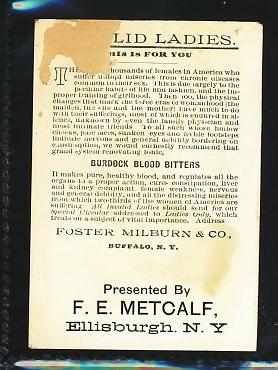 LID LADIES.
THIS IS FOR YOU
THE thousands of females in America who
suffer untold miseries from chronic diseases
common to their sex. This is due largely to the
peculiar habits of life and fashion, and the im-
proper training of girlhood. Then too, the physical
changes that mark the three eras of womanhood (the
maiden, the wife and the mother) have much to do
with their sufferings, most of which is endured in si-
lence, unknown by even the family physician and
most intimate friends To all such whose hollow
cheeks, pale faces, sunken eyes and feeble footsteps
indicate nervous and general debility bordering on
consumption, we would earnestly recommend that
grand system renovating tonic,
BURDOCK BLOOD BITTERS
It makes pure, healthy blood, and regulates all the
organs to a proper action, cures constipation, liver
and kidney complaint, female weakness, nervous
and general debility, and all the distressing miseries
from which two-thirds of the women of America are
suffering All Invalid Ladies should send for our
Special Circular addressed to Ladies Only, which
treats on a subject of vital importance. Address
FOSTER MILBURN & CO.,
BUFFALO, N. Y.
Presented By
F. E. METCALF,
Ellisburgh. N. Y